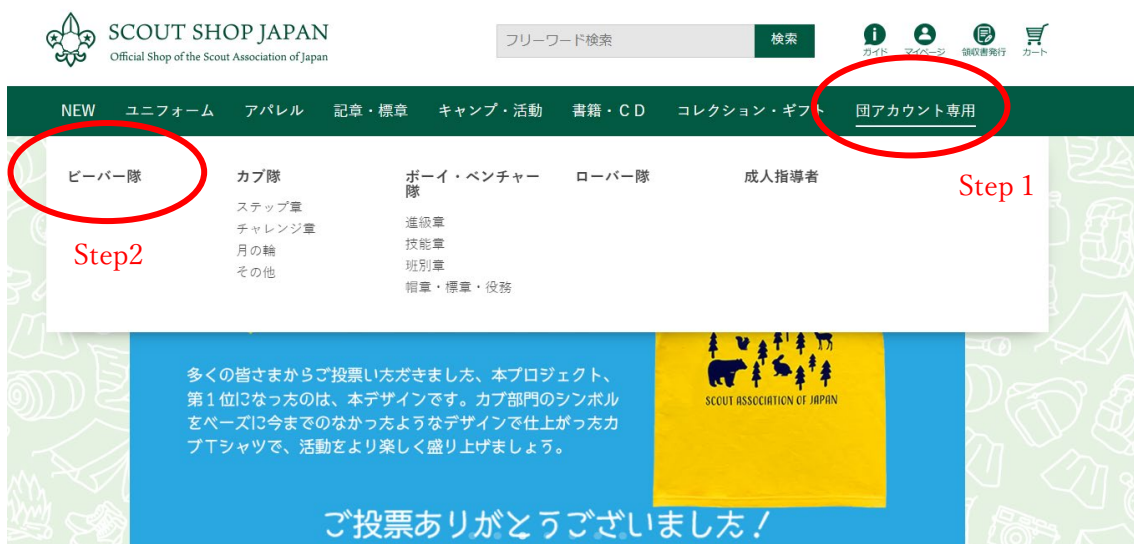 SCOUT SHOP JAPAN
Official Shop of the Scout Association of Japan
フリーワード検索
検索
ガイド
マイページ
領収書発行
カート
NEW ユニフォーム アパレル 記章・標章 キャンプ・活動 書籍・CD コレクション・ギフト 団アカウント専用
Step 1
ビーバー隊
Step2
カブ隊
ステップ章
チャレンジ章
月の輪
その他
ボーイ・ベンチャー
隊
進級章
技能章
班別章
帽章・標章・役務
ローバー隊
成人指導者
多くの皆さまからご投票いただきました、本プロジェクト、
第1位になったのは、本デザインです。カブ部門のシンボル
をベーズに今までのなかったようなデザインで仕上がったカ
ブTシャツで、活動をより楽しく盛り上げましょう。
SCOUT ASSOCIATION OF JAPAN
ご投票ありがとうございました!